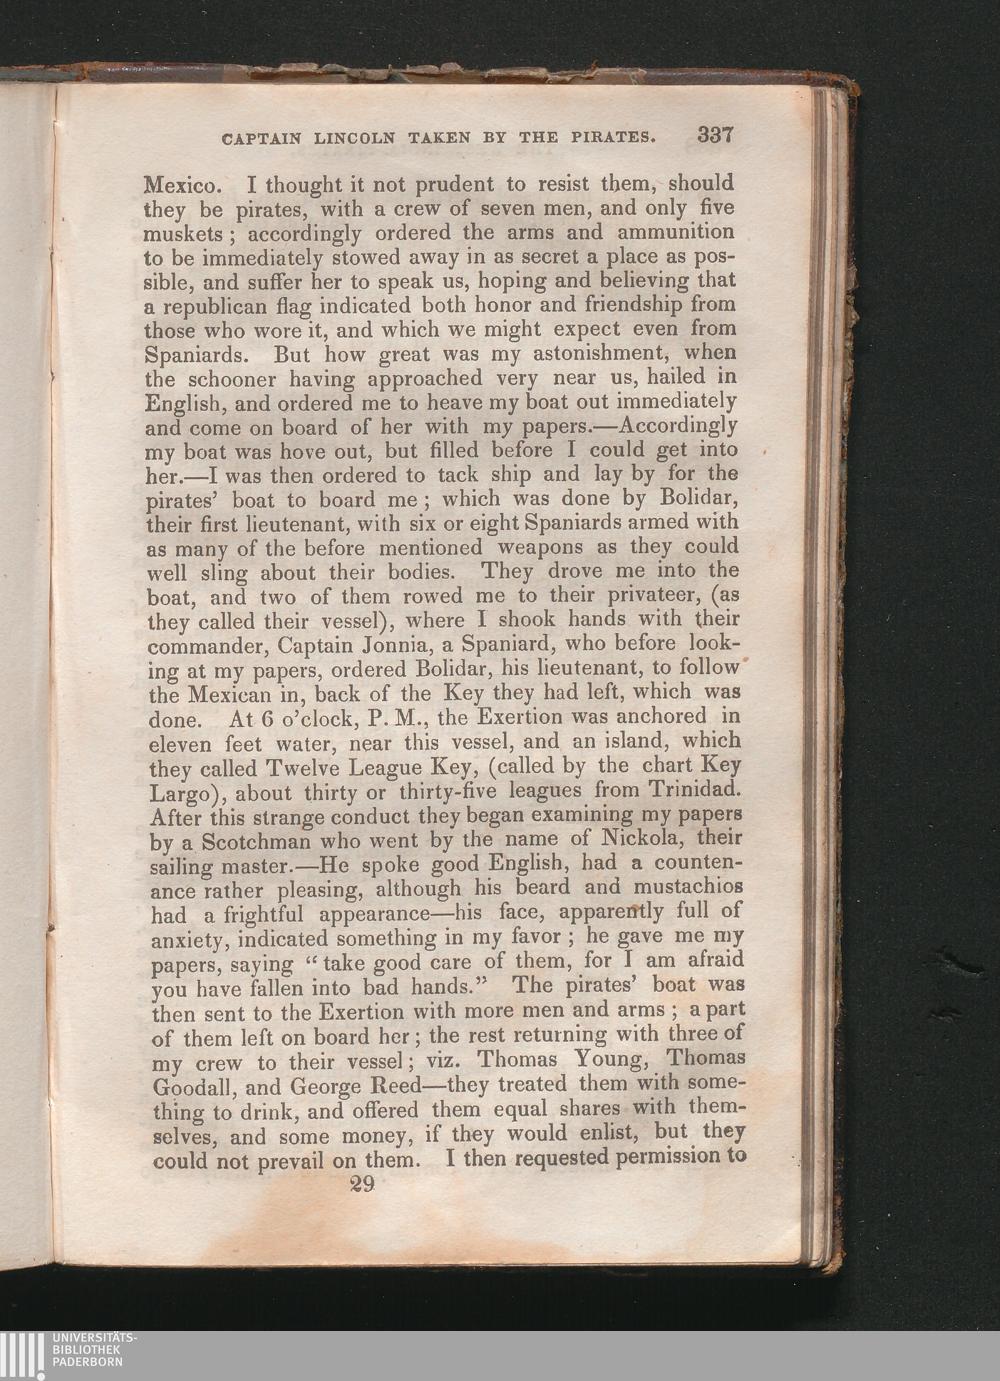 CAPTAIN LINCOLN TAKEN BY THE PIRATES. 337
Mexico. I thought it not prudent to resist them, should
they be pirates, with a crew of seven men, and only five
muskets ; accordingly ordered the arms and ammunition
to be immediately stowed away in as secret a place as pos-
sible, and suffer her to speak us, hoping and believing that
a republican flag indicated both honor and friendship from
those who wore it, and which we might expect even from
Spaniards. But how great was my astonishment, when
the schooner having approached very near us, hailed in
English, and ordered me to heave my boat out immediately
and come on board of her with my papers.—Accordingly
my boat was hove out, but filled before I could get into
her.—I was then ordered to tack ship and lay by for the
pirates' boat to board me ; which was done by Bolidar,
their first lieutenant, with six or eight Spaniards armed with
as many of the before mentioned weapons as they could
well sling about their bodies. They drove me into the
boat, and two of them rowed me to their privateer, (as
they called their vessel), where I shook hands with their
commander, Captain Jonnia, a Spaniard, who before look-
ing at my papers, ordered Bolidar, his lieutenant, to follow
the Mexican in, back of the Key they had left, which was
done. At 6 o'clock, P. M., the Exertion was anchored in
eleven feet water, near this vessel, and an island, which
they called Twelve League Key, (called by the chart Key
Largo), about thirty or thirty-five leagues from Trinidad.
After this strange conduct they began examining my papers
by a Scotchman who went by the name of Nickola, their
sailing master.—He spoke good English, had a counten-
ance rather pleasing, although his beard and mustachios
had a frightful appearance—his face, apparently full of
anxiety, indicated something in my favor ; he gave me my
papers, saying “ take good care of them, for I am afraid
you have fallen into bad hands.” The pirates' boat was
then sent to the Exertion with more men and arms ; a part
of them left on board her ; the rest returning with three of
my crew to their vessel ; viz. Thomas Young, Thomas
Goodall, and George Reed—they treated them with some-
thing to drink, and offered them equal shares with them-
selves, and some money, if they would enlist, but they
could not prevail on them. I then requested permission to
29
UNIVERSITÄTS-
BIBLIOTHEK
PADERBORN